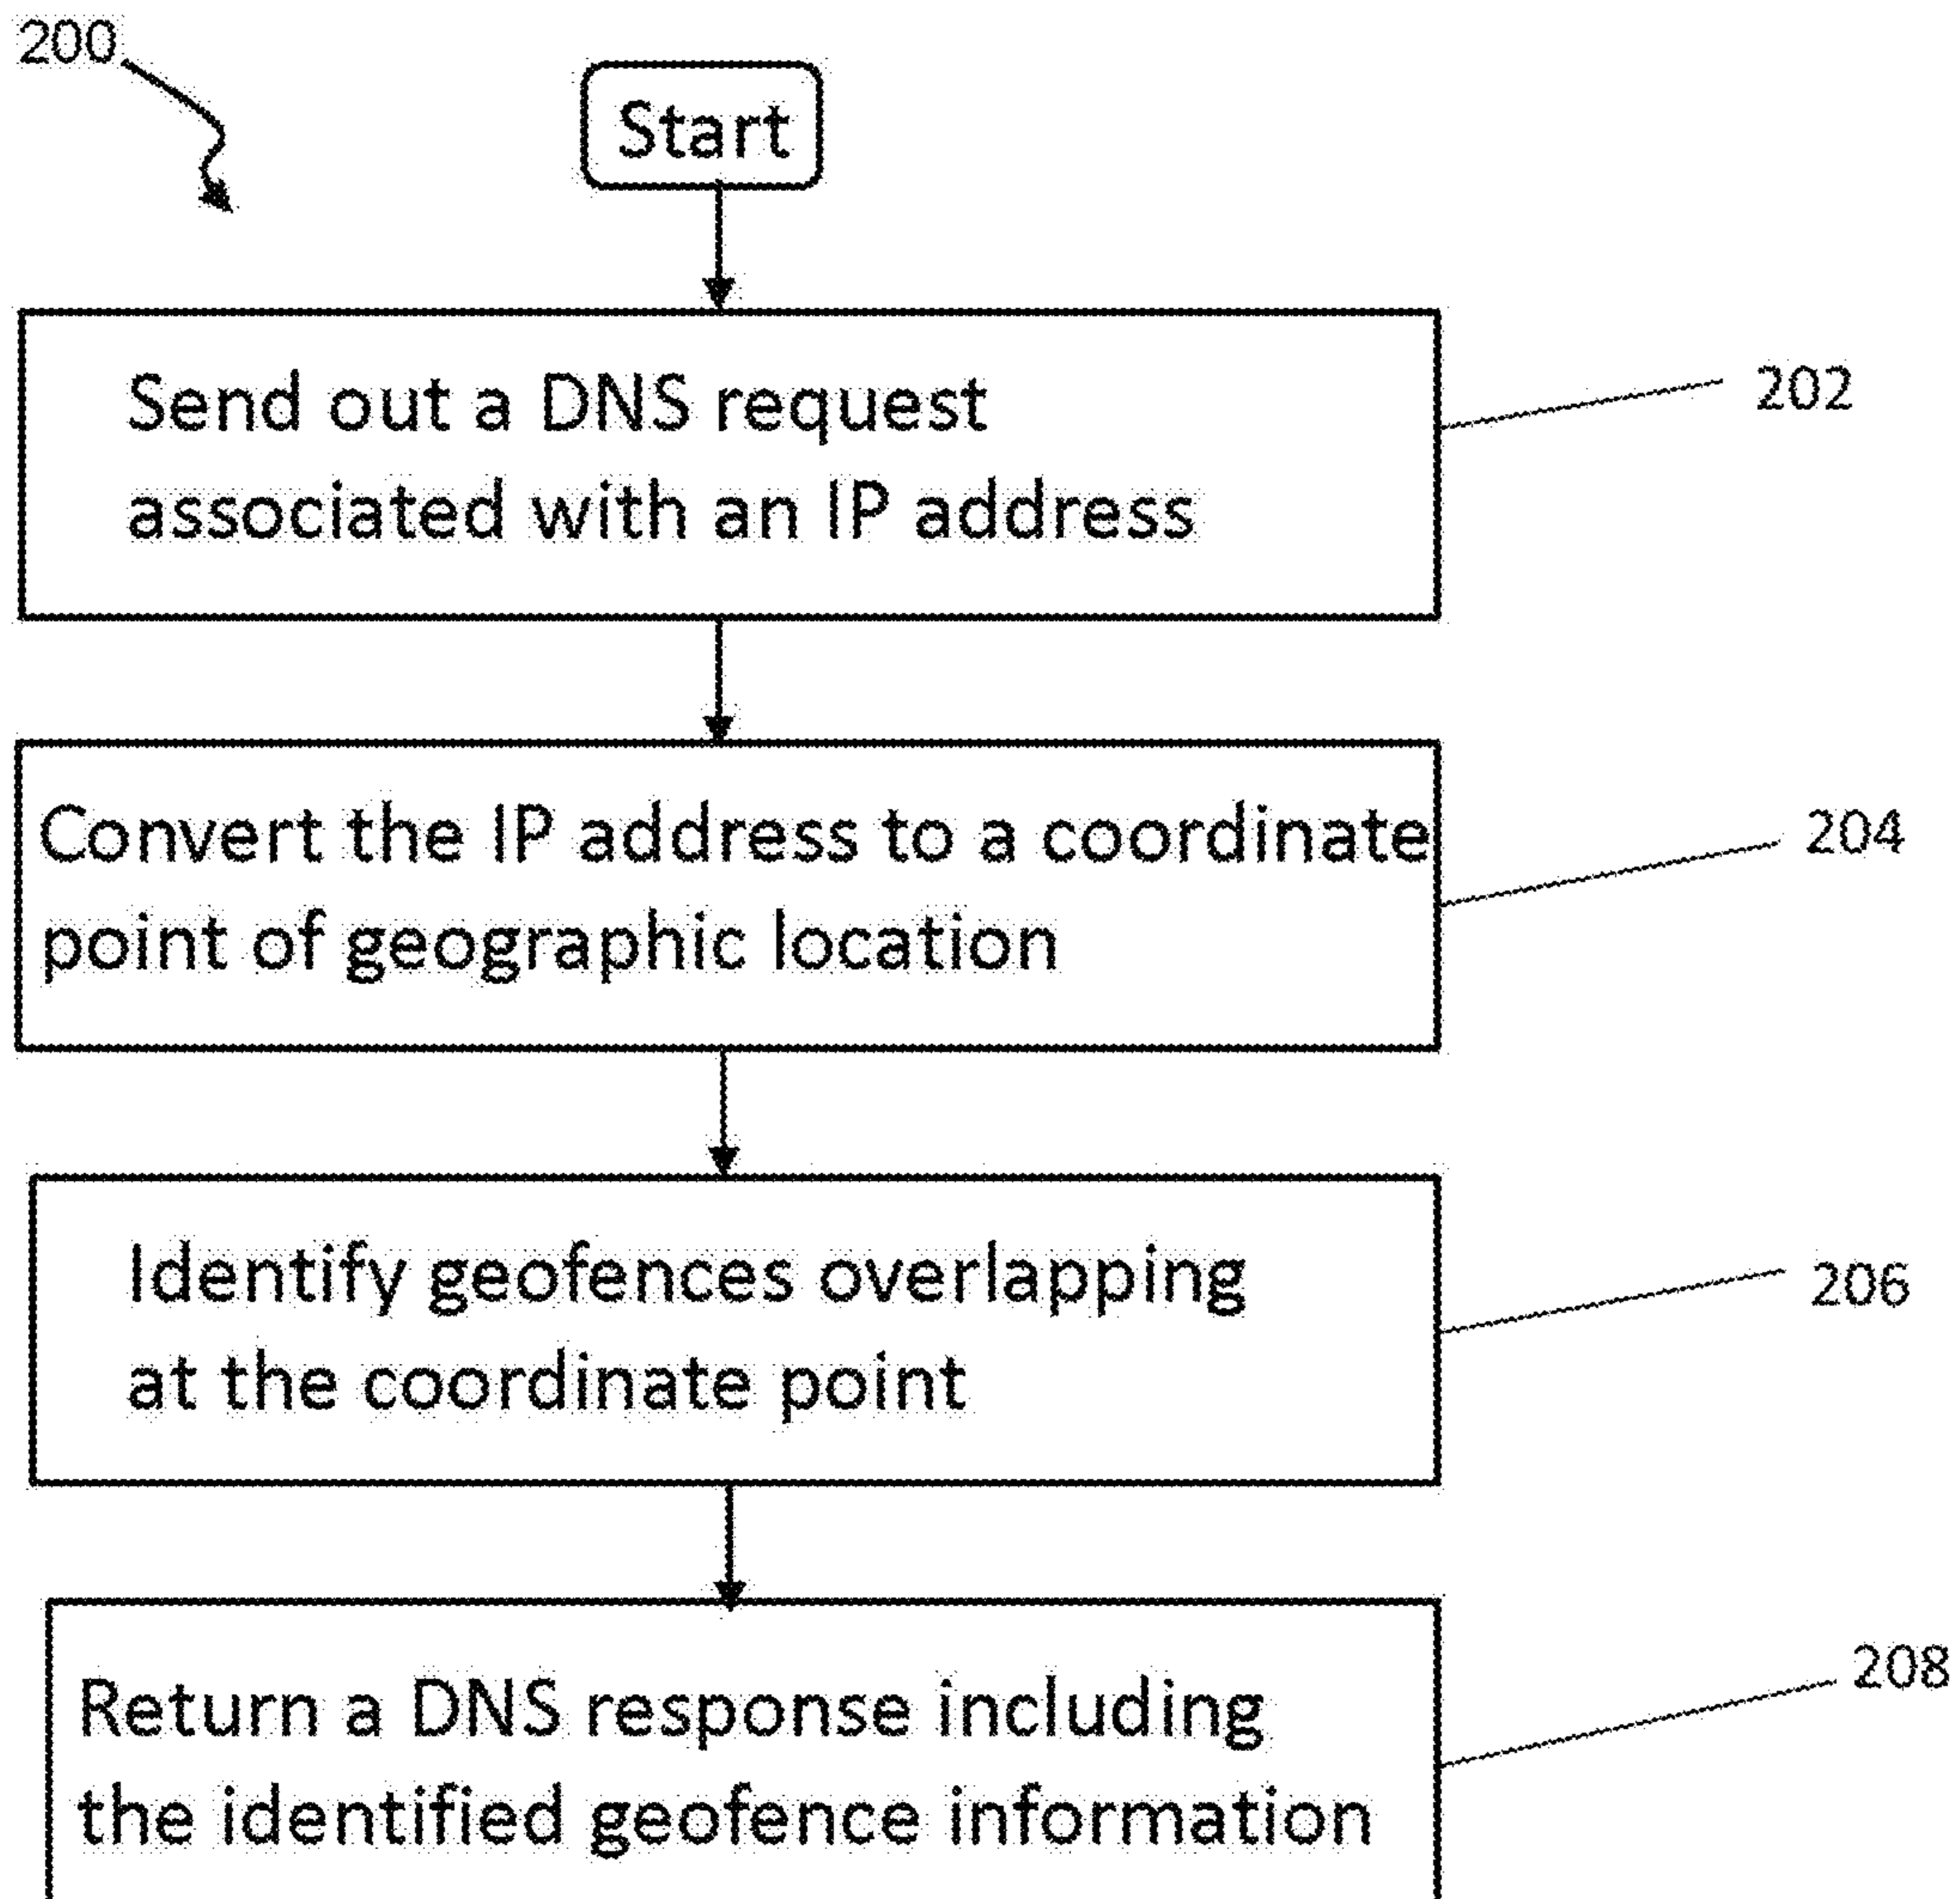 200
Start
Send out a DNS request
associated with an IP address
202
Convert the IP address to a coordinate
point of geographic location
204
Identify geofences overlapping
at the coordinate point
206
Return a DNS response including
the identified geofence information
208